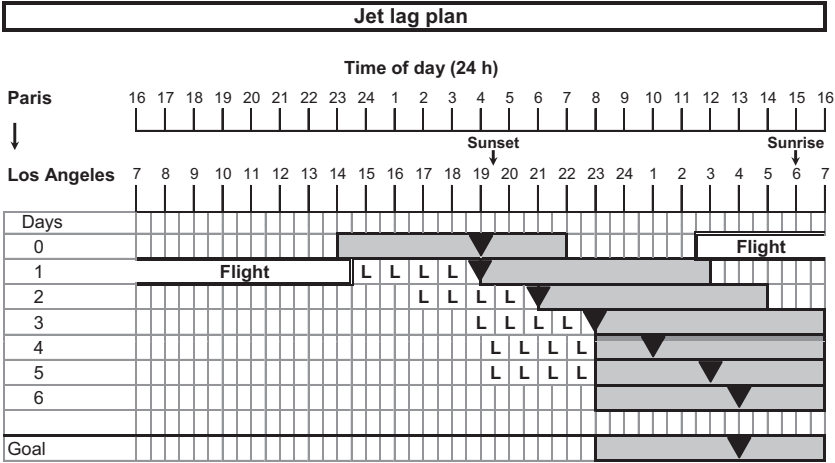 Jet lag plan
Time of day (24 h)
Paris 16 17 18 19 20 21 22 23 24 1 2 3 4 5 6 7 8 9 10 11 12 13 14 15 16
Sunset Sunrise
Los Angeles 7 8 9 10 11 12 13 14 15 16 17 18 19 20 21 22 23 24 1 2 3 4 5 6 7
Days
0 Flight
1 Flight L L L L
2 L L L L
3 L L L L
4 L L L L
5 L L L L
6
Goal